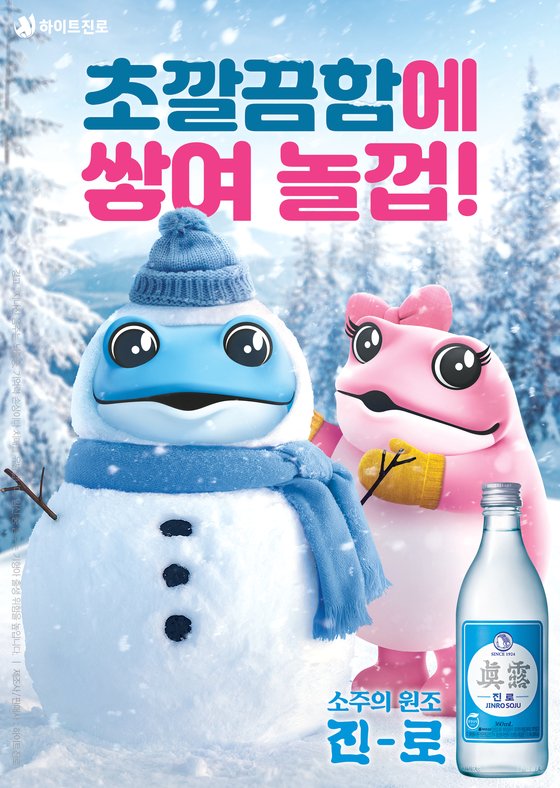 하이트진로
초깔끔함에
쌓여 놀껍!
소주의 원조
진-로
SINCE 1924
眞露
진로
JINRO SOJU
360mL